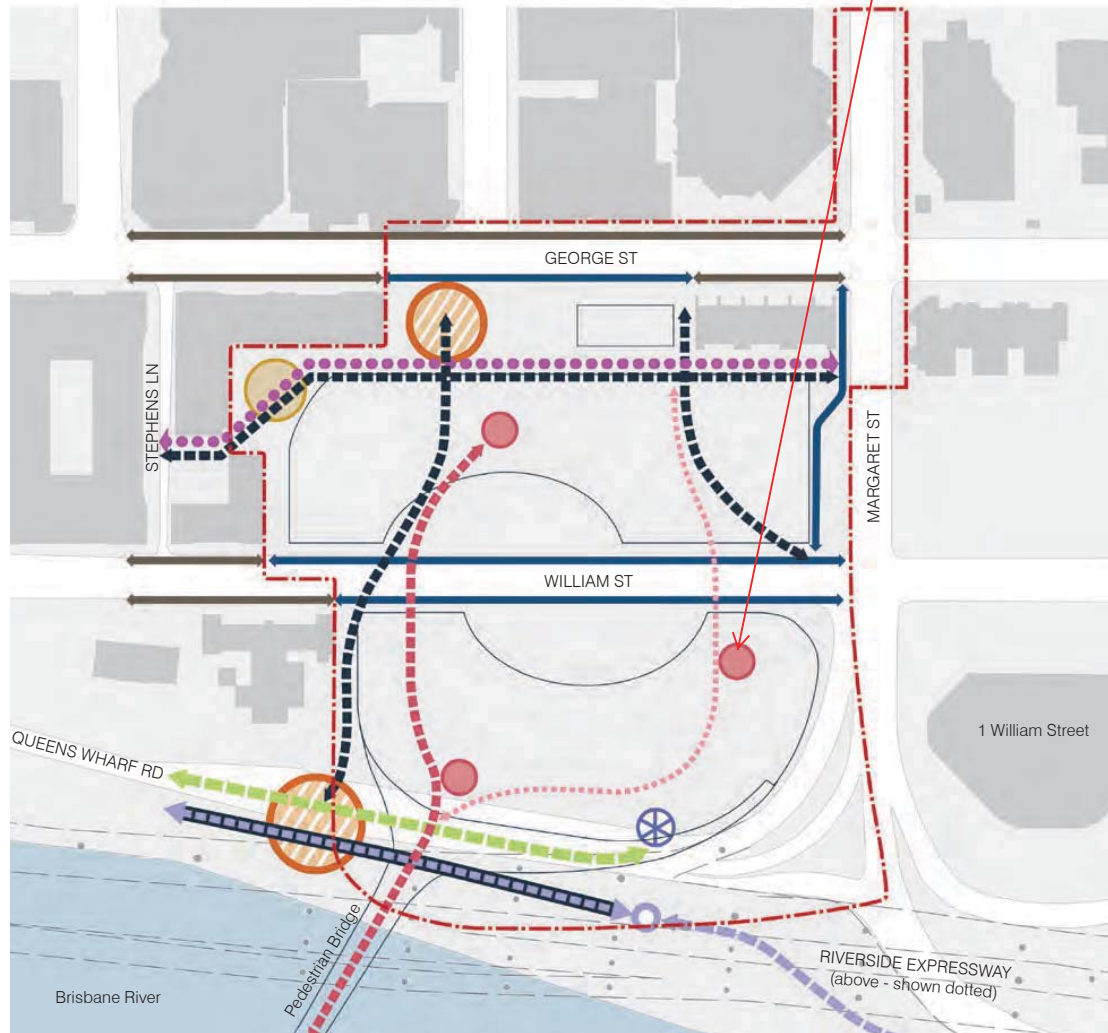 GEORGE ST
STEPHENS LN
MARGARET ST
WILLIAM ST
1 William Street
QUEENS WHARF RD
Pedestrian Bridge
RIVERSIDE EXPRESSWAY
(above - shown dotted)
Brisbane River